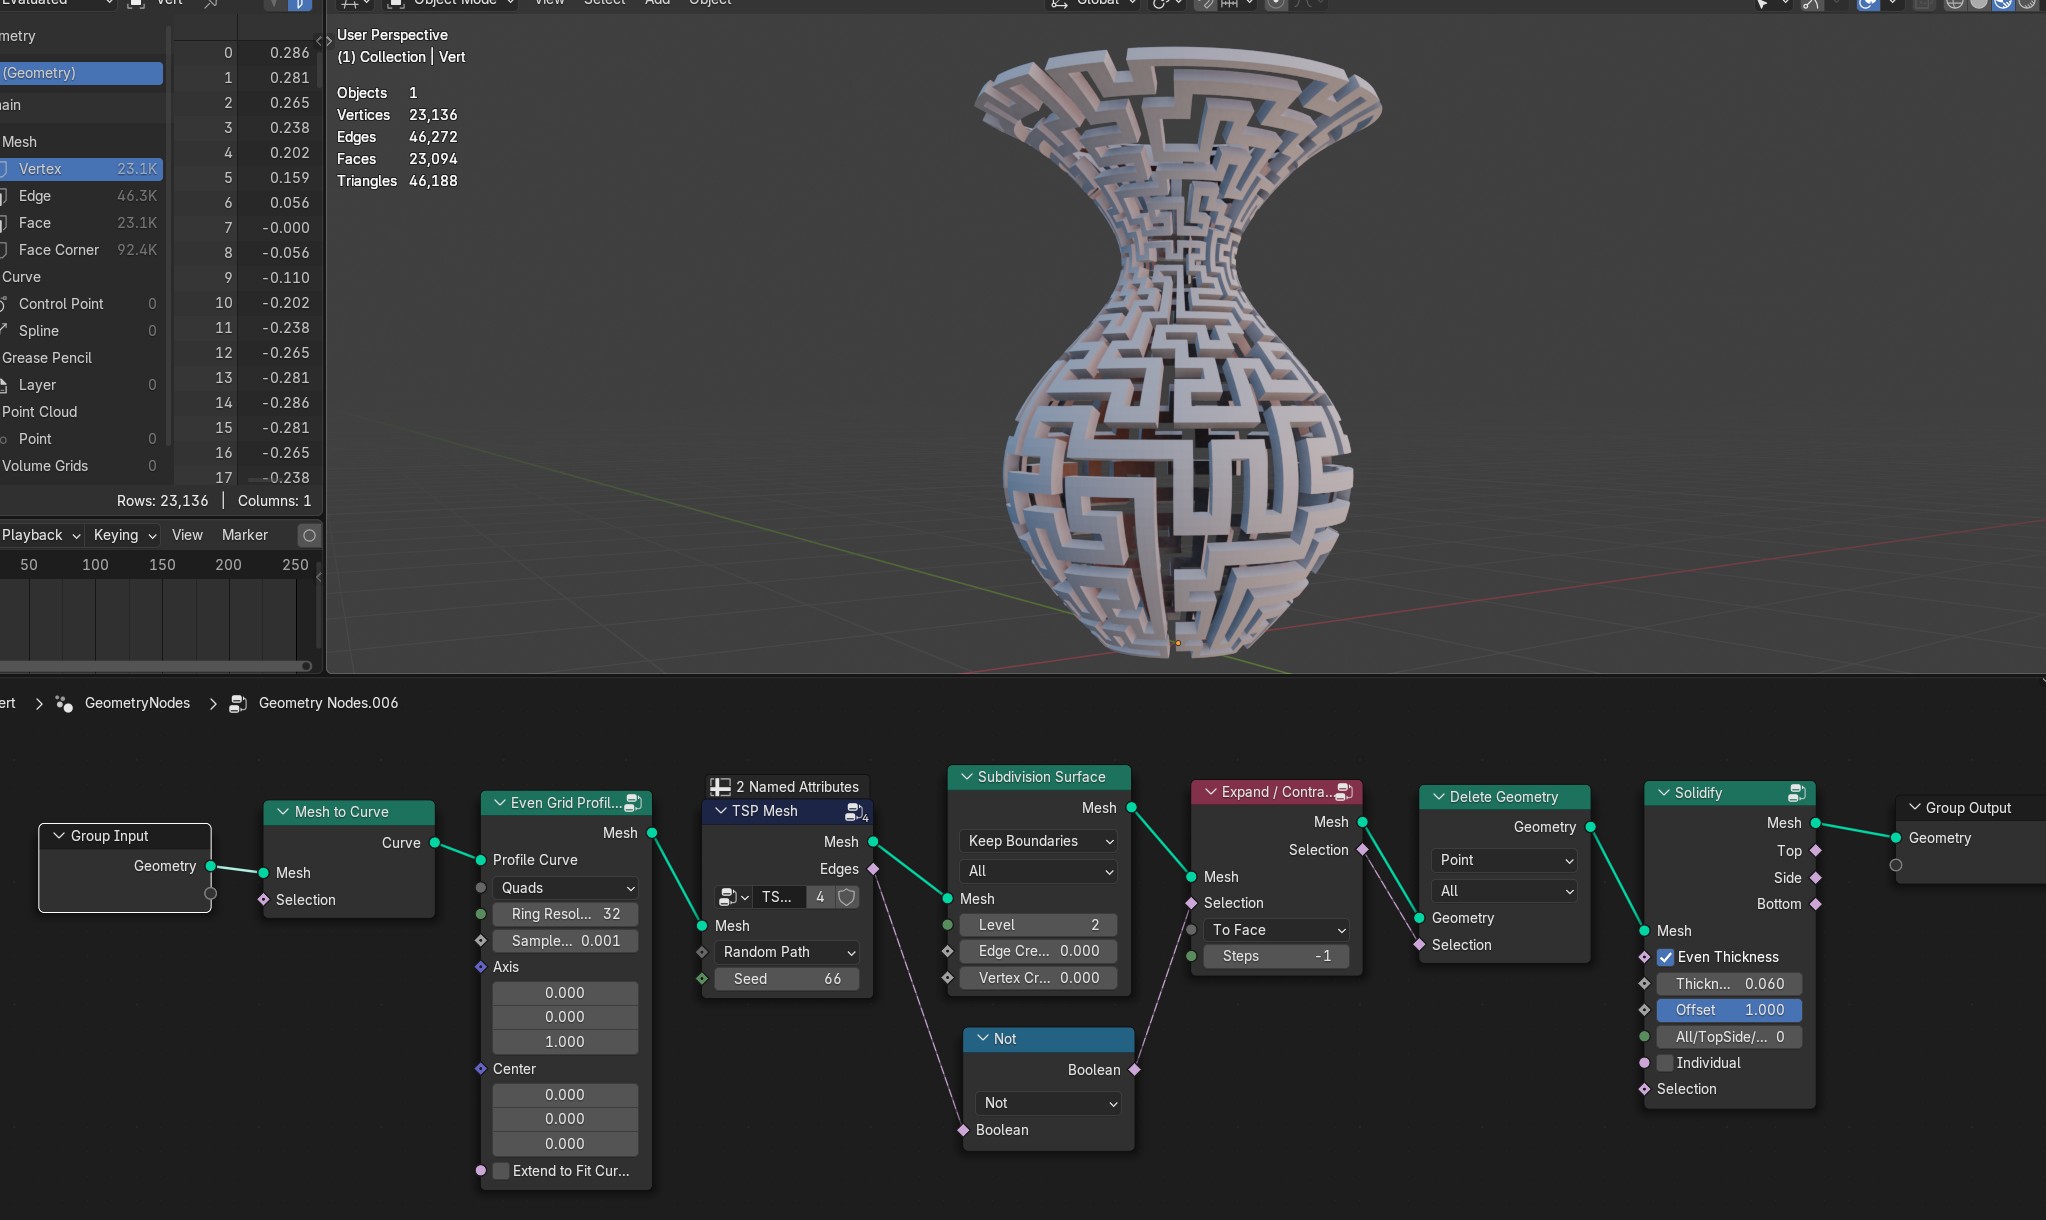 Evaluated
Vert
Object Mode
View
Select
Add
Object
Global
metry
(Geometry)
ain
Mesh
Vertex 23.1K
Edge 46.3K
Face 23.1K
Face Corner 92.4K
Curve
Control Point 0
Spline 0
Grease Pencil
Layer 0
Point Cloud
Point 0
Volume Grids 0
0 0.286
1 0.281
2 0.265
3 0.238
4 0.202
5 0.159
6 0.056
7 -0.000
8 -0.056
9 -0.110
10 -0.202
11 -0.238
12 -0.265
13 -0.281
14 -0.286
15 -0.281
16 -0.265
17 -0.238
Rows: 23,136 | Columns: 1
User Perspective
(1) Collection | Vert
Objects 1
Vertices 23,136
Edges 46,272
Faces 23,094
Triangles 46,188
Playback Keying View Marker
50 100 150 200 250
ert > GeometryNodes > Geometry Nodes.006
Group Input
Geometry
Mesh to Curve
Curve
Mesh
Selection
Even Grid Profil...
Mesh
Profile Curve
Quads
Ring Resol... 32
Sample... 0.001
Axis
0.000
0.000
1.000
Center
0.000
0.000
0.000
Extend to Fit Cur...
2 Named Attributes
TSP Mesh 4
Mesh
Edges
TS... 4
Mesh
Random Path
Seed 66
Subdivision Surface
Mesh
Keep Boundaries
All
Mesh
Level 2
Edge Cre... 0.000
Vertex Cr... 0.000
Not
Boolean
Not
Boolean
Expand / Contra...
Mesh
Selection
Mesh
Selection
To Face
Steps -1
Delete Geometry
Geometry
Point
All
Geometry
Selection
Solidify
Mesh
Top
Side
Bottom
Mesh
Even Thickness
Thickn... 0.060
Offset 1.000
All/TopSide/... 0
Individual
Selection
Group Output
Geometry